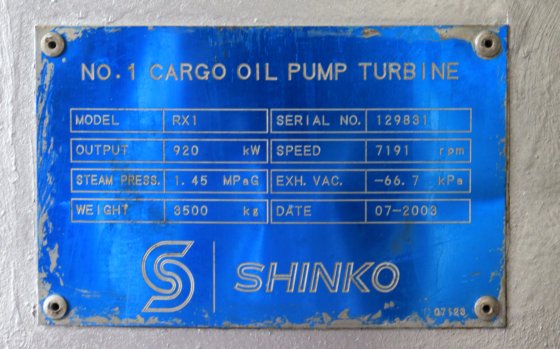 NO.1 CARGO OIL PUMP TURBINE
MODEL RX1 SERIAL NO. 129831
OUTPUT 920 kW SPEED 7191 rpm
STEAM PRESS. 1.45 MPaG EXH. VAC. -66.7 kPa
WEIGHT 3500 kg DATE 07-2003
S SHINKO
07123